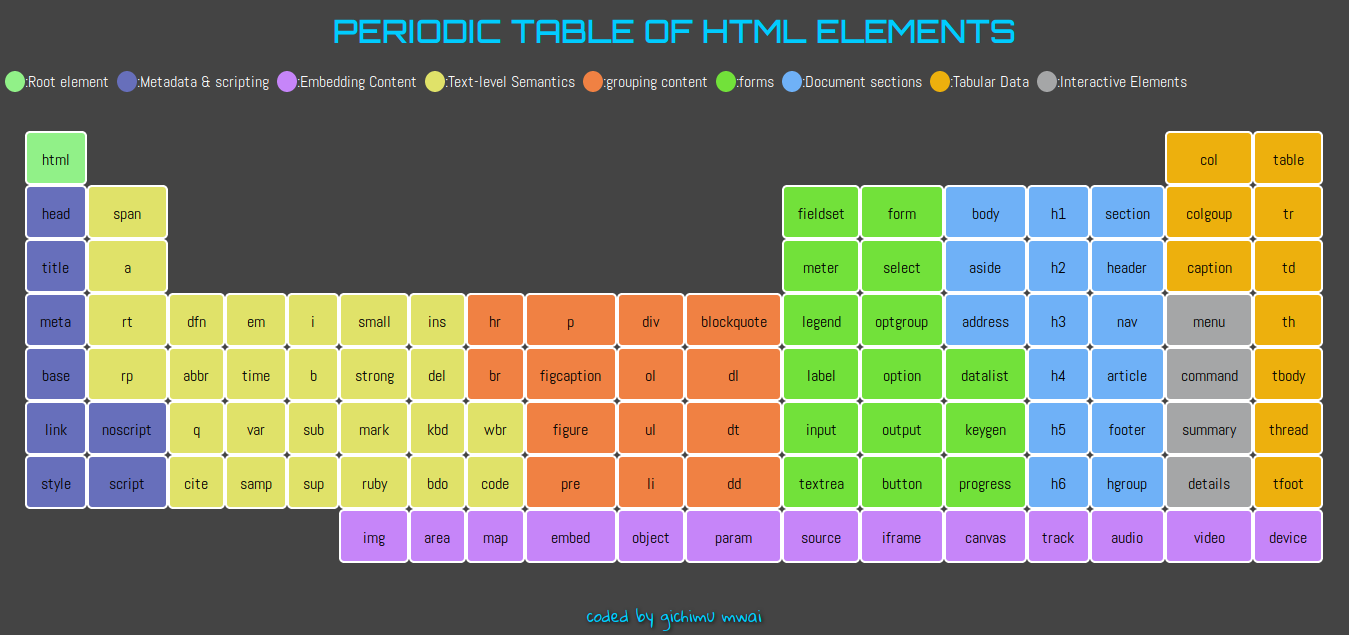 PERIODIC TABLE OF HTML ELEMENTS
:Root element :Metadata & scripting :Embedding Content :Text-level Semantics :grouping content :forms :Document sections :Tabular Data :Interactive Elements
html col table
head span fieldset form body h1 section colgoup tr
title a meter select aside h2 header caption td
meta rt dfn em i small ins hr p div blockquote legend optgroup address h3 nav menu th
base rp abbr time b strong del br figcaption ol dl label option datalist h4 article command tbody
link noscript q var sub mark kbd wbr figure ul dt input output keygen h5 footer summary thread
style script cite samp sup ruby bdo code pre li dd textrea button progress h6 hgroup details tfoot
img area map embed object param source iframe canvas track audio video device
coded by gichimu mwai